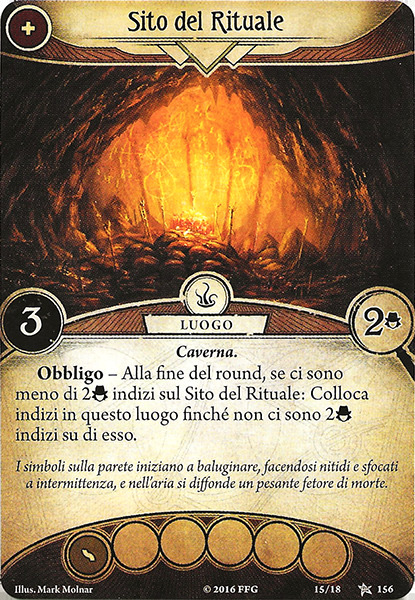 Sito del Rituale
3
LUOGO
2
Caverna.
Obbligo – Alla fine del round, se ci sono
meno di 2 indizi sul Sito del Rituale: Colloca
indizi in questo luogo finché non ci sono 2
indizi su di esso.
I simboli sulla parete iniziano a baluginare, facendosi nitidi e sfocati
a intermittenza, e nell’aria si diffonde un pesante fetore di morte.
Illus. Mark Molnar © 2016 FFG 15/18 156